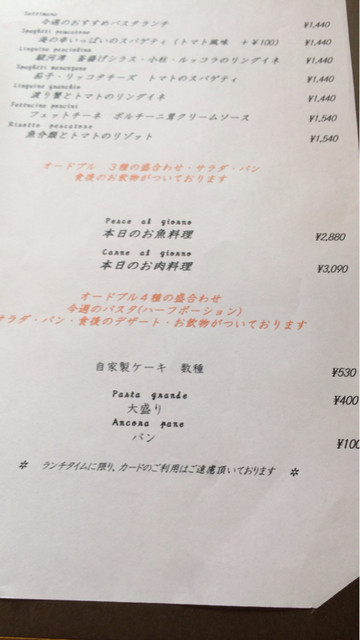 今週のおすすめパスタランチ ¥1,440
Spaghetti pescatore
海の幸いっぱいのスパゲティ (トマト風味 +¥100) ¥1,440
駿河湾 釜揚げシラス・小柱・ルッコラのリングイネ ¥1,440
茄子・リコッタチーズ トマトのスパゲティ ¥1,440
Linguine
渡り蟹とトマトのリングイネ ¥1,440
フェットチーネ ポルチーニ茸クリームソース ¥1,540
魚介類とトマトのリゾット ¥1,540
オードブル 3種の盛合わせ・サラダ・パン
食後のお飲物がついております
Pesce al giorno
本日のお魚料理 ¥2,880
Carne al giorno
本日のお肉料理 ¥3,090
オードブル4種の盛合わせ
今週のパスタ(ハーフポーション)
サラダ・パン・食後のデザート・お飲物がついております
自家製ケーキ 数種 ¥530
Pasta grande
大盛り ¥400
Ancora pane
パン ¥100
✲ ランチタイムに限り、カードのご利用はご遠慮頂いております ✲